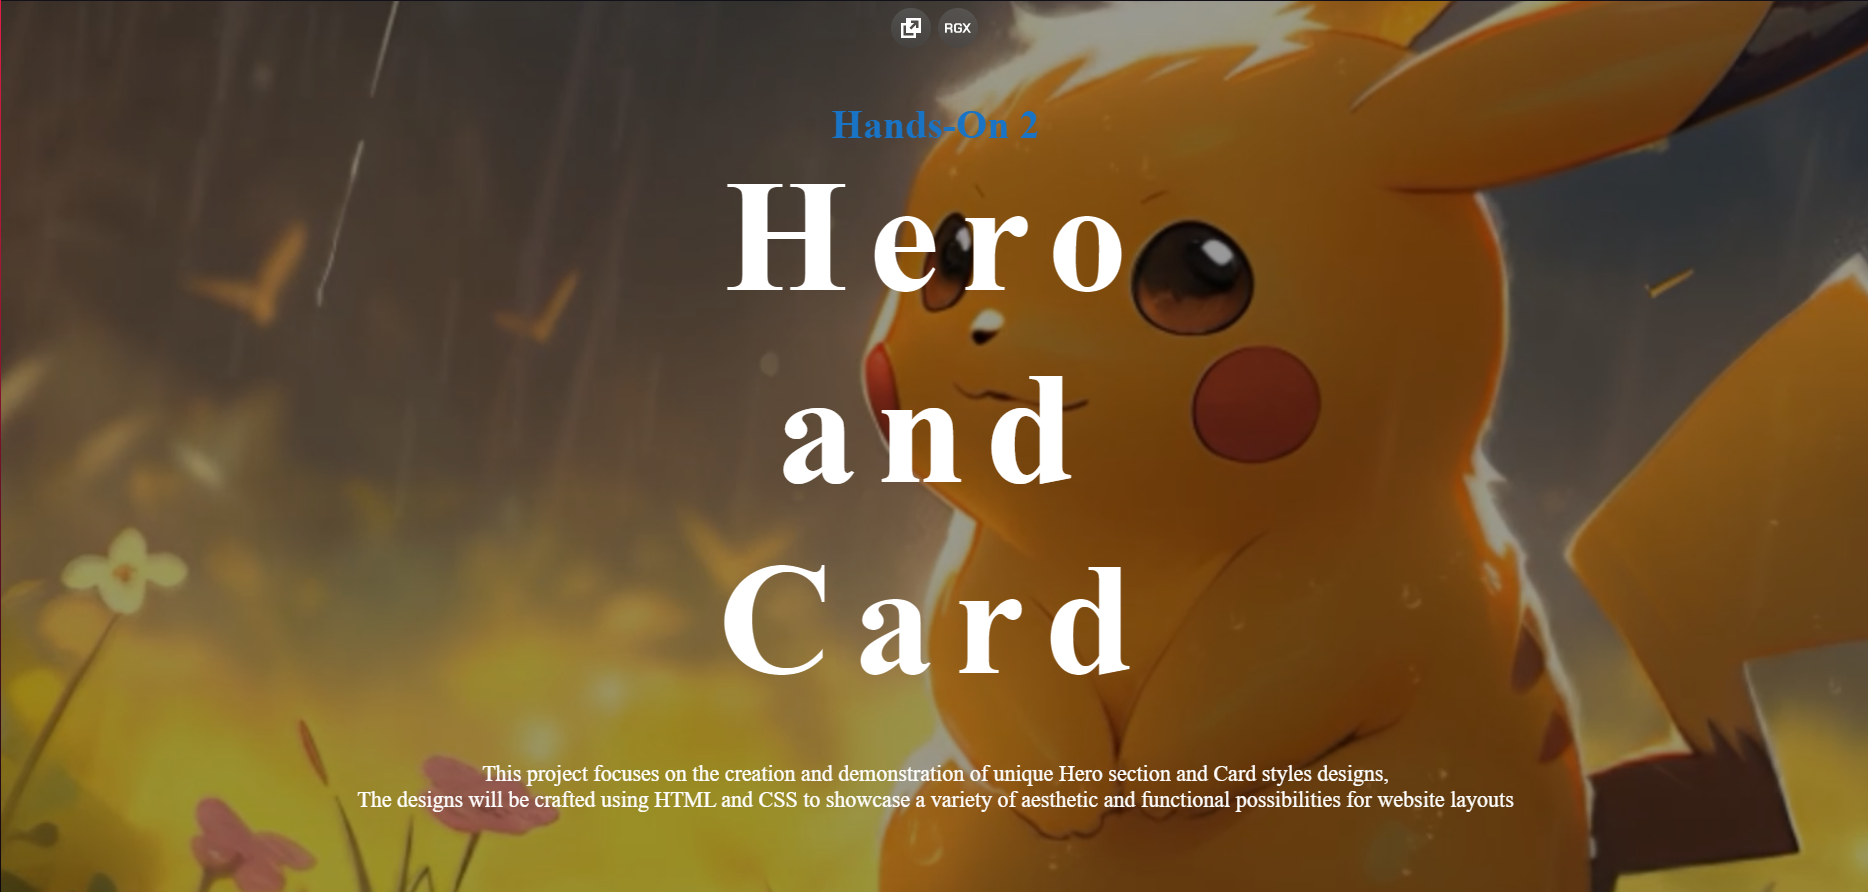 RGX
Hands-On 2
Hero
and
Card
This project focuses on the creation and demonstration of unique Hero section and Card styles designs,
The designs will be crafted using HTML and CSS to showcase a variety of aesthetic and functional possibilities for website layouts